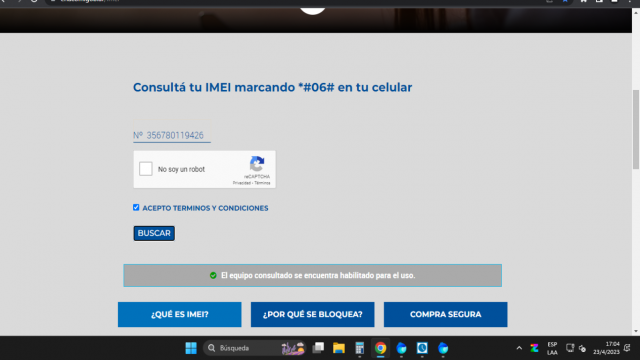 Consultá tu IMEI marcando *#06# en tu celular
Nº 356780119426
No soy un robot
reCAPTCHA
Privacidad - Términos
ACEPTO TERMINOS Y CONDICIONES
BUSCAR
El equipo consultado se encuentra habilitado para el uso.
¿QUÉ ES IMEI?
¿POR QUÉ SE BLOQUEA?
COMPRA SEGURA
Búsqueda
ESP
LAA
17:04
23/4/2023